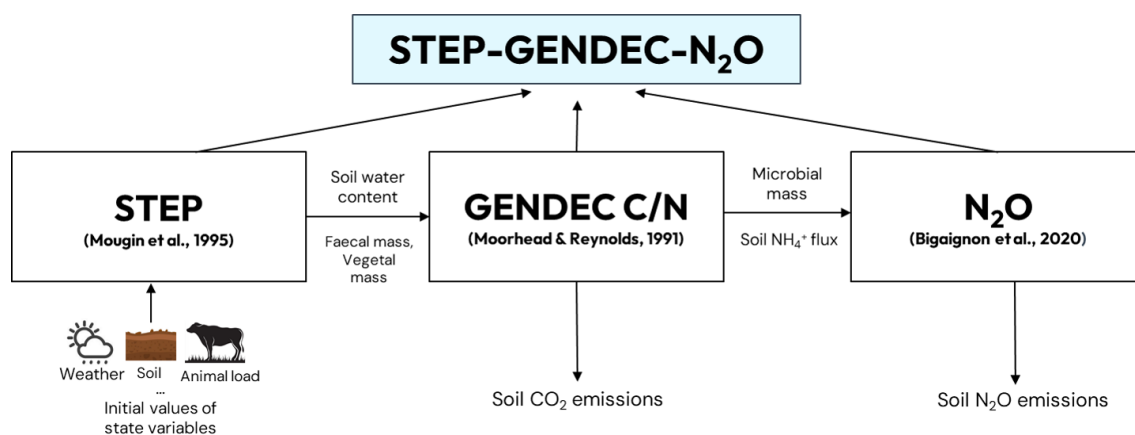 STEP-GENDEC-N₂O
STEP
(Mougin et al., 1995)
Soil water
content
Faecal mass,
Vegetal
mass
GENDEC C/N
(Moorhead & Reynolds, 1991)
Microbial
mass
Soil NH₄⁺ flux
N₂O
(Bigaignon et al., 2020)
Weather
Soil
Animal load
...
Initial values of
state variables
Soil CO₂ emissions
Soil N₂O emissions